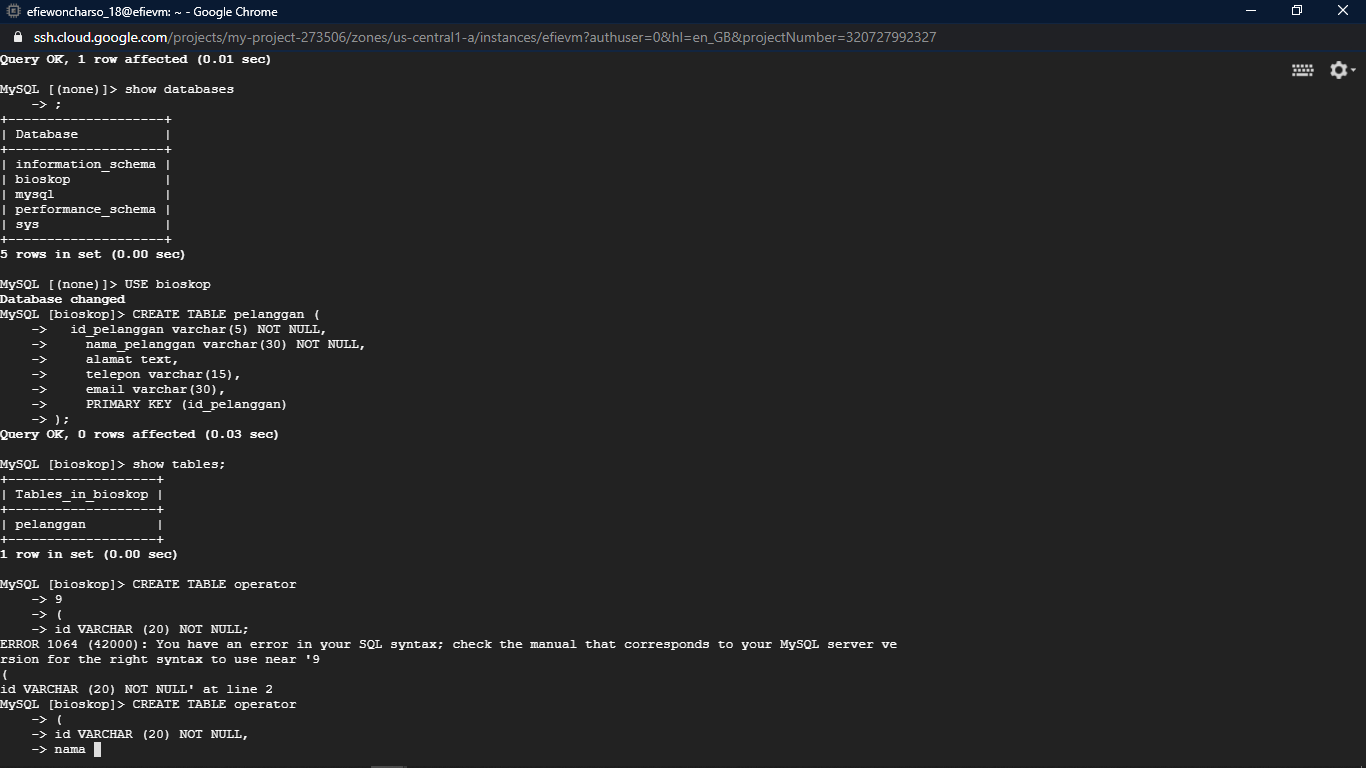 efiewoncharso_18@efievm: ~ - Google Chrome
ssh.cloud.google.com/projects/my-project-273506/zones/us-central1-a/instances/efievm?authuser=0&hl=en_GB&projectNumber=320727992327
Query OK, 1 row affected (0.01 sec)
MySQL [(none)]> show databases
    -> ;
+--------------------+
| Database           |
+--------------------+
| information_schema |
| bioskop            |
| mysql              |
| performance_schema |
| sys                |
+--------------------+
5 rows in set (0.00 sec)
MySQL [(none)]> USE bioskop
Database changed
MySQL [bioskop]> CREATE TABLE pelanggan (
    ->   id_pelanggan varchar(5) NOT NULL,
    ->     nama_pelanggan varchar(30) NOT NULL,
    ->     alamat text,
    ->     telepon varchar(15),
    ->     email varchar(30),
    ->     PRIMARY KEY (id_pelanggan)
    -> );
Query OK, 0 rows affected (0.03 sec)
MySQL [bioskop]> show tables;
+-------------------+
| Tables_in_bioskop |
+-------------------+
| pelanggan         |
+-------------------+
1 row in set (0.00 sec)
MySQL [bioskop]> CREATE TABLE operator
    -> 9
    -> (
    -> id VARCHAR (20) NOT NULL;
ERROR 1064 (42000): You have an error in your SQL syntax; check the manual that corresponds to your MySQL server ve
rsion for the right syntax to use near '9
(
id VARCHAR (20) NOT NULL' at line 2
MySQL [bioskop]> CREATE TABLE operator
    -> (
    -> id VARCHAR (20) NOT NULL,
    -> nama